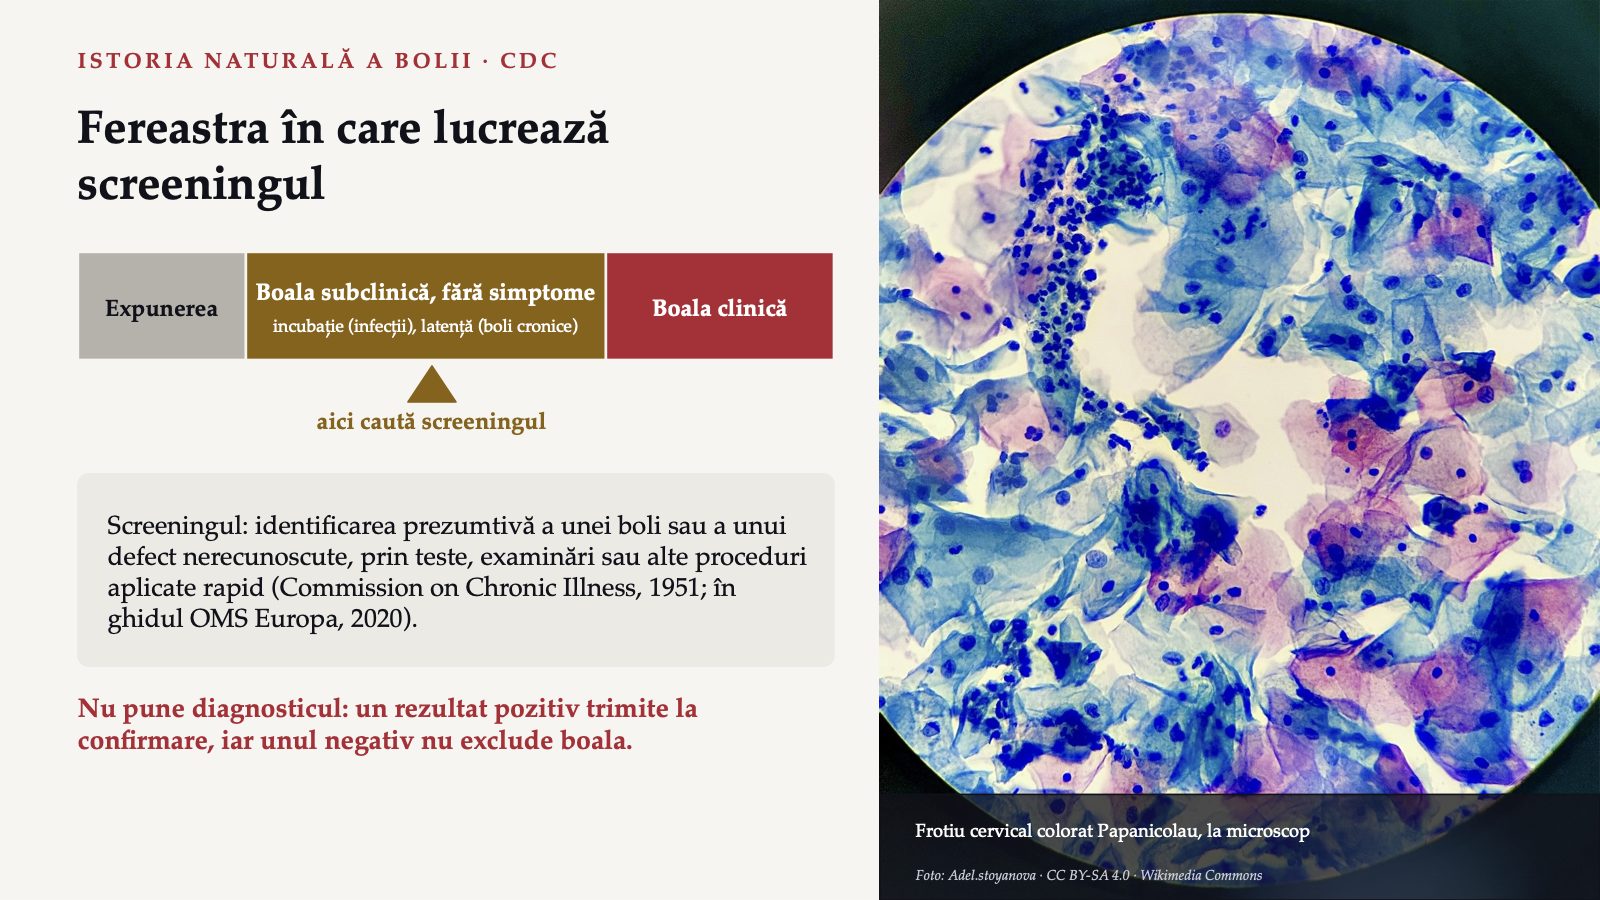 ISTORIA NATURALĂ A BOLII · CDC
Fereastra în care lucrează
screeningul
Expunerea
Boala subclinică, fără simptome
incubație (infecții), latență (boli cronice)
Boala clinică
aici caută screeningul
Screeningul: identificarea prezumtivă a unei boli sau a unui
defect nerecunoscute, prin teste, examinări sau alte proceduri
aplicate rapid (Commission on Chronic Illness, 1951; în
ghidul OMS Europa, 2020).
Nu pune diagnosticul: un rezultat pozitiv trimite la
confirmare, iar unul negativ nu exclude boala.
Frotiu cervical colorat Papanicolau, la microscop
Foto: Adel.stoyanova · CC BY-SA 4.0 · Wikimedia Commons